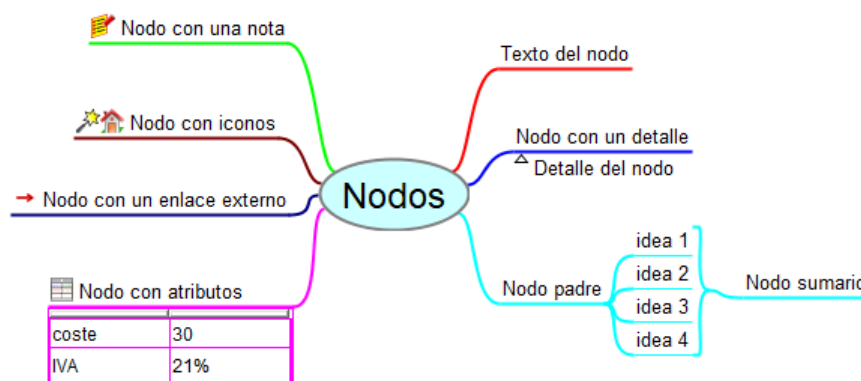 Nodo con una nota
Texto del nodo
Nodo con iconos
Nodo con un detalle
Detalle del nodo
Nodo con un enlace externo
Nodos
Nodo con atributos
coste 30
IVA 21%
Nodo padre
idea 1
idea 2
idea 3
idea 4
Nodo sumario